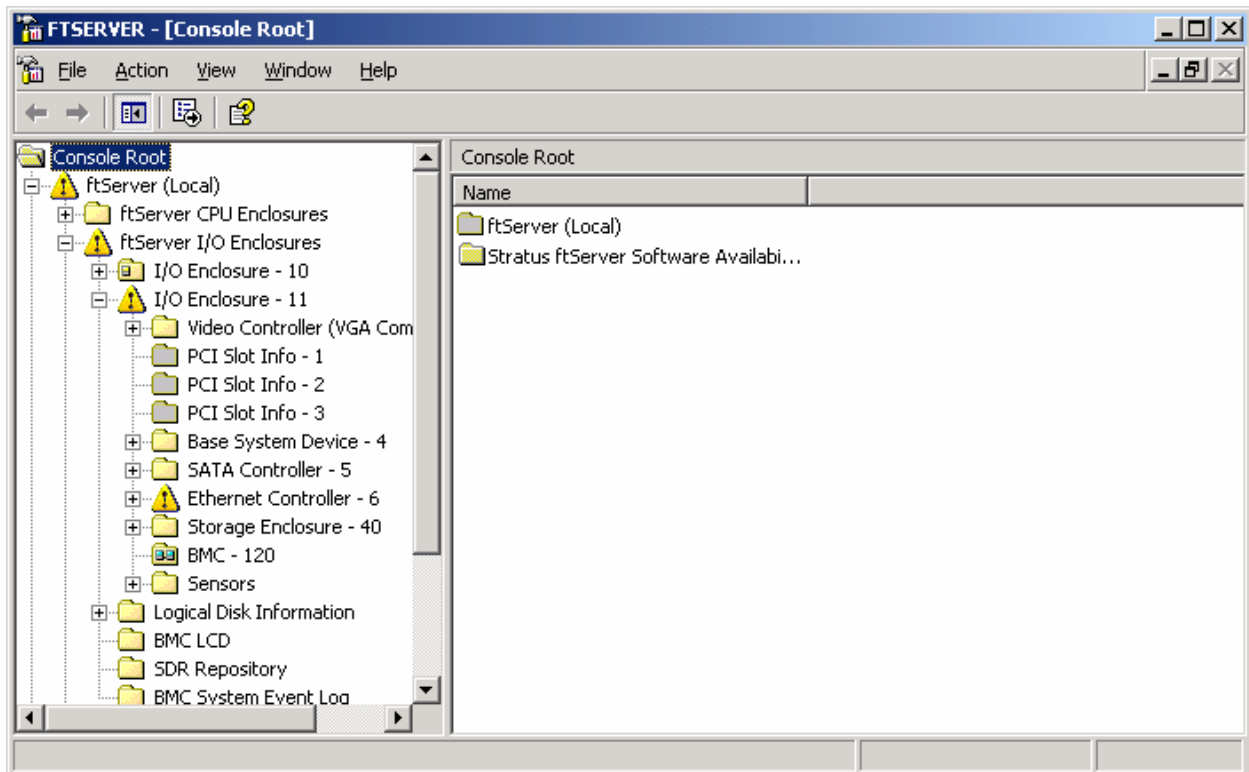 FTSERVER - [Console Root]
File Action View Window Help
Console Root
ftServer (Local)
ftServer CPU Enclosures
ftServer I/O Enclosures
I/O Enclosure - 10
I/O Enclosure - 11
Video Controller (VGA Com
PCI Slot Info - 1
PCI Slot Info - 2
PCI Slot Info - 3
Base System Device - 4
SATA Controller - 5
Ethernet Controller - 6
Storage Enclosure - 40
BMC - 120
Sensors
Logical Disk Information
BMC LCD
SDR Repository
BMC System Event Log
Console Root
Name
ftServer (Local)
Stratus ftServer Software Availabi...